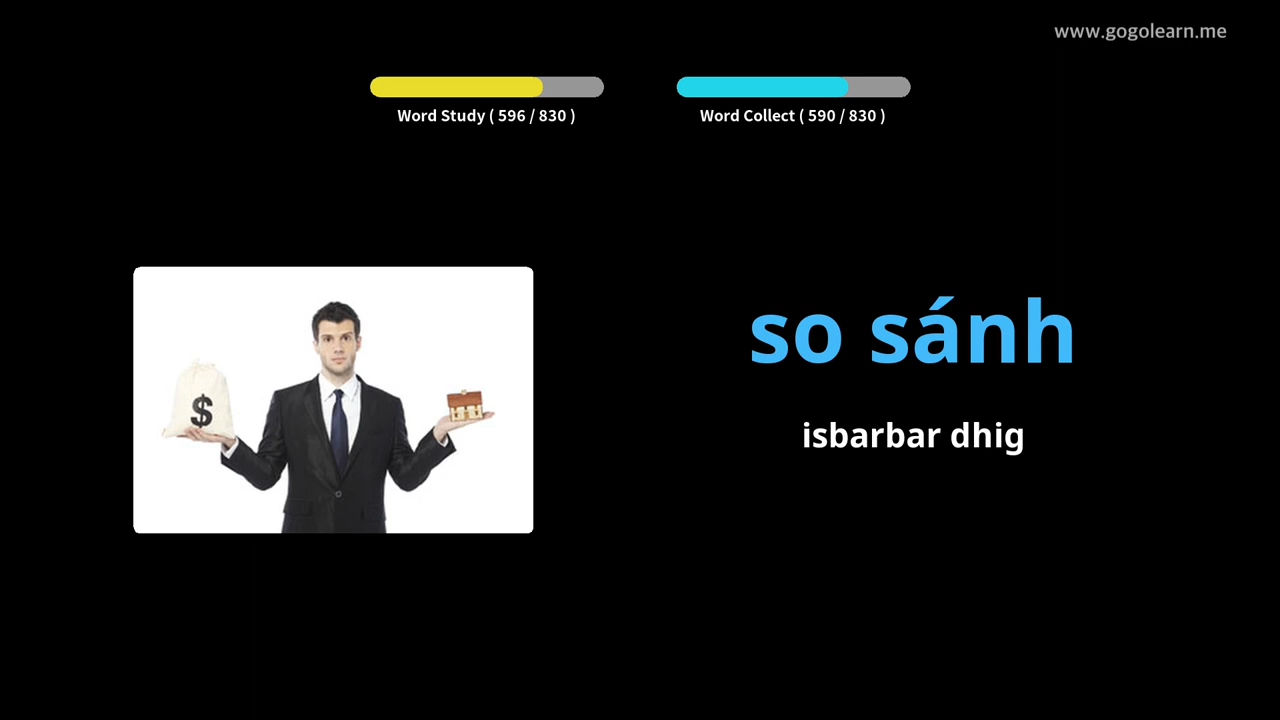 www.gogolearn.me
Word Study ( 596 / 830 )
Word Collect ( 590 / 830 )
$
so sánh
isbarbar dhig